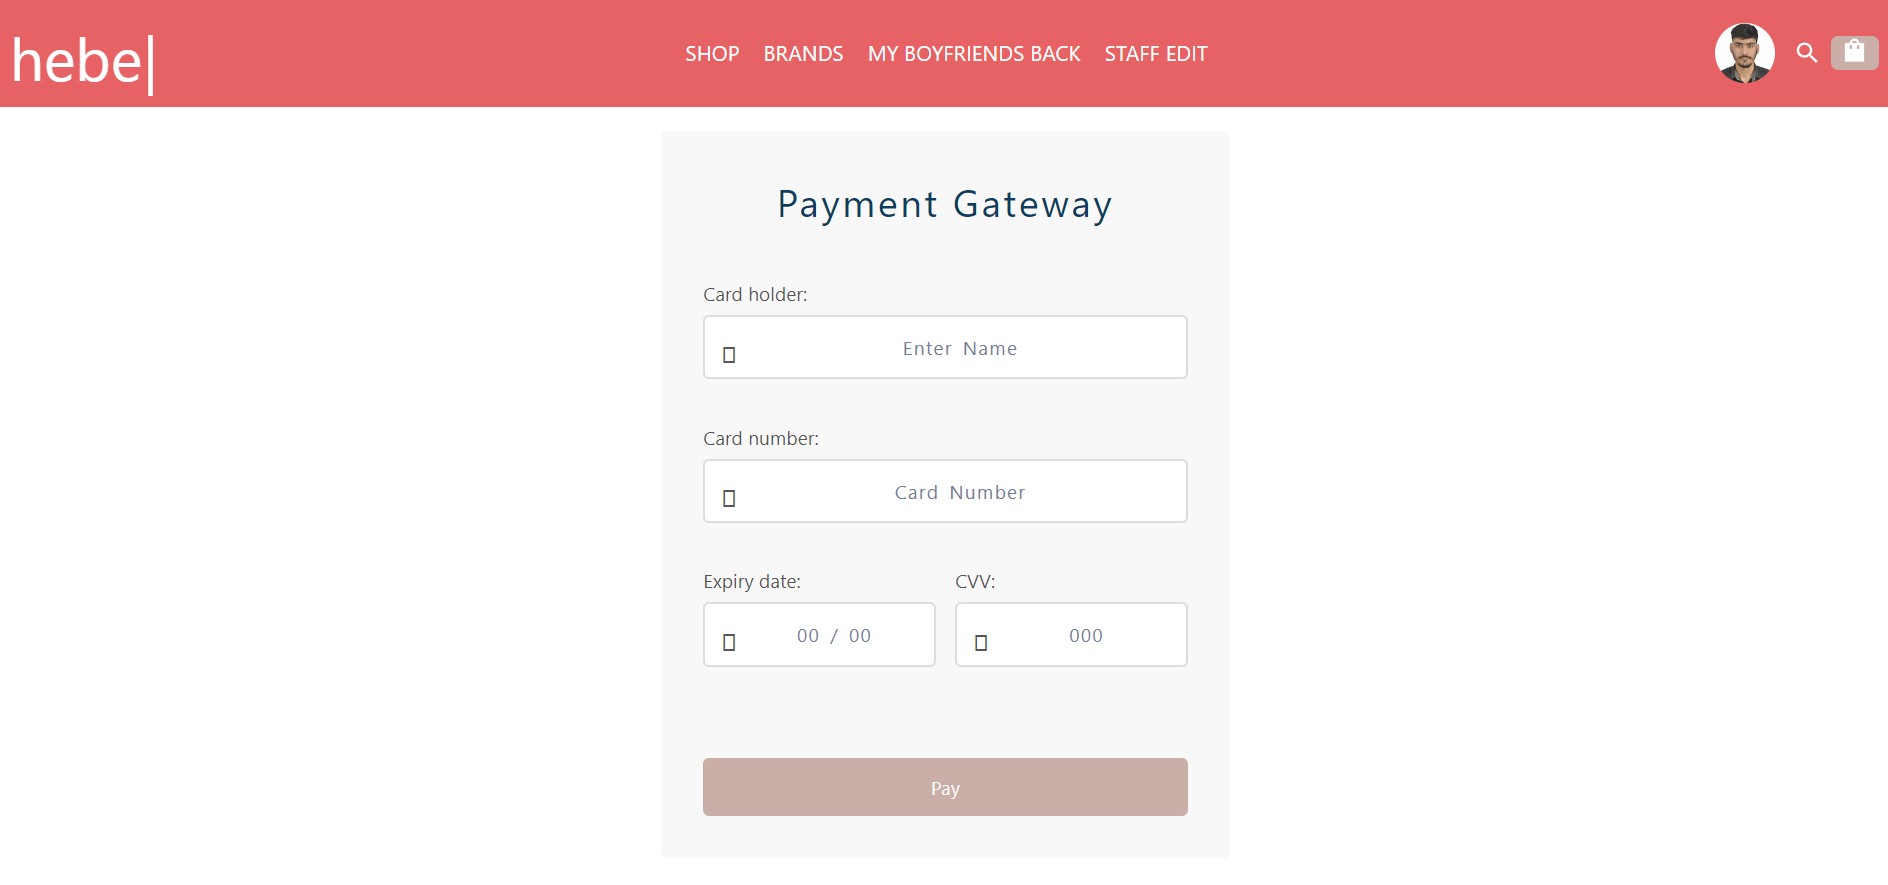 hebe|
SHOP BRANDS MY BOYFRIENDS BACK STAFF EDIT
Payment Gateway
Card holder:
Enter Name
Card number:
Card Number
Expiry date: CVV:
00 / 00 000
Pay